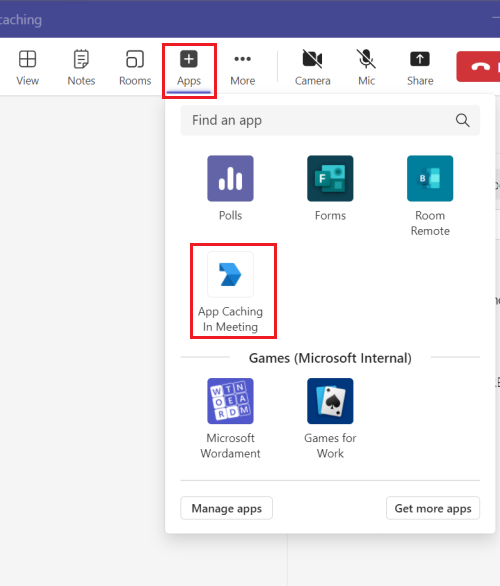 caching
View
Notes
Rooms
Apps
More
Camera
Mic
Share
Find an app
Polls
Forms
Room
Remote
App Caching
In Meeting
Games (Microsoft Internal)
W T N
O E A
R D M
Microsoft
Wordament
Games for
Work
Manage apps
Get more apps